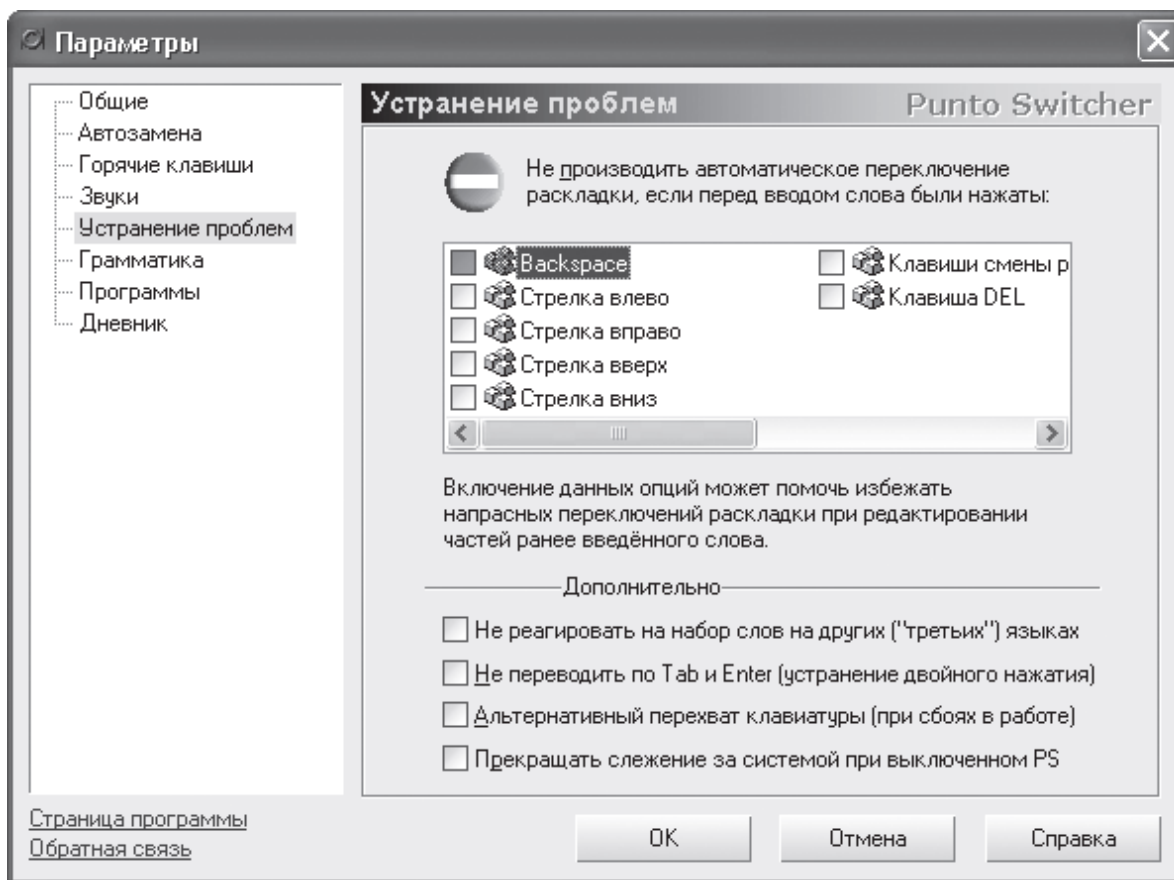 Параметры
Общие
Автозамена
Горячие клавиши
Звуки
Устранение проблем
Грамматика
Программы
Дневник
Страница программы
Обратная связь
Устранение проблем Punto Switcher
Не производить автоматическое переключение
раскладки, если перед вводом слова были нажаты:
Backspace
Стрелка влево
Стрелка вправо
Стрелка вверх
Стрелка вниз
Клавиши смены р
Клавиша DEL
Включение данных опций может помочь избежать
напрасных переключений раскладки при редактировании
частей ранее введённого слова.
Дополнительно
Не реагировать на набор слов на других ("третьих") языках
Не переводить по Tab и Enter (устранение двойного нажатия)
Альтернативный перехват клавиатуры (при сбоях в работе)
Прекращать слежение за системой при выключенном PS
OK Отмена Справка